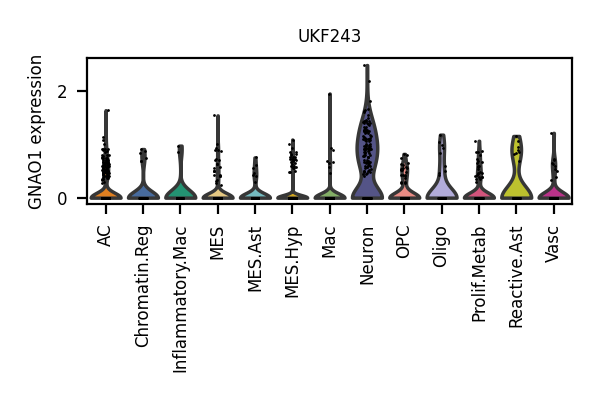 UKF243
GNAO1 expression
2
0
AC
Chromatin.Reg
Inflammatory.Mac
MES
MES.Ast
MES.Hyp
Mac
Neuron
OPC
Oligo
Prolif.Metab
Reactive.Ast
Vasc